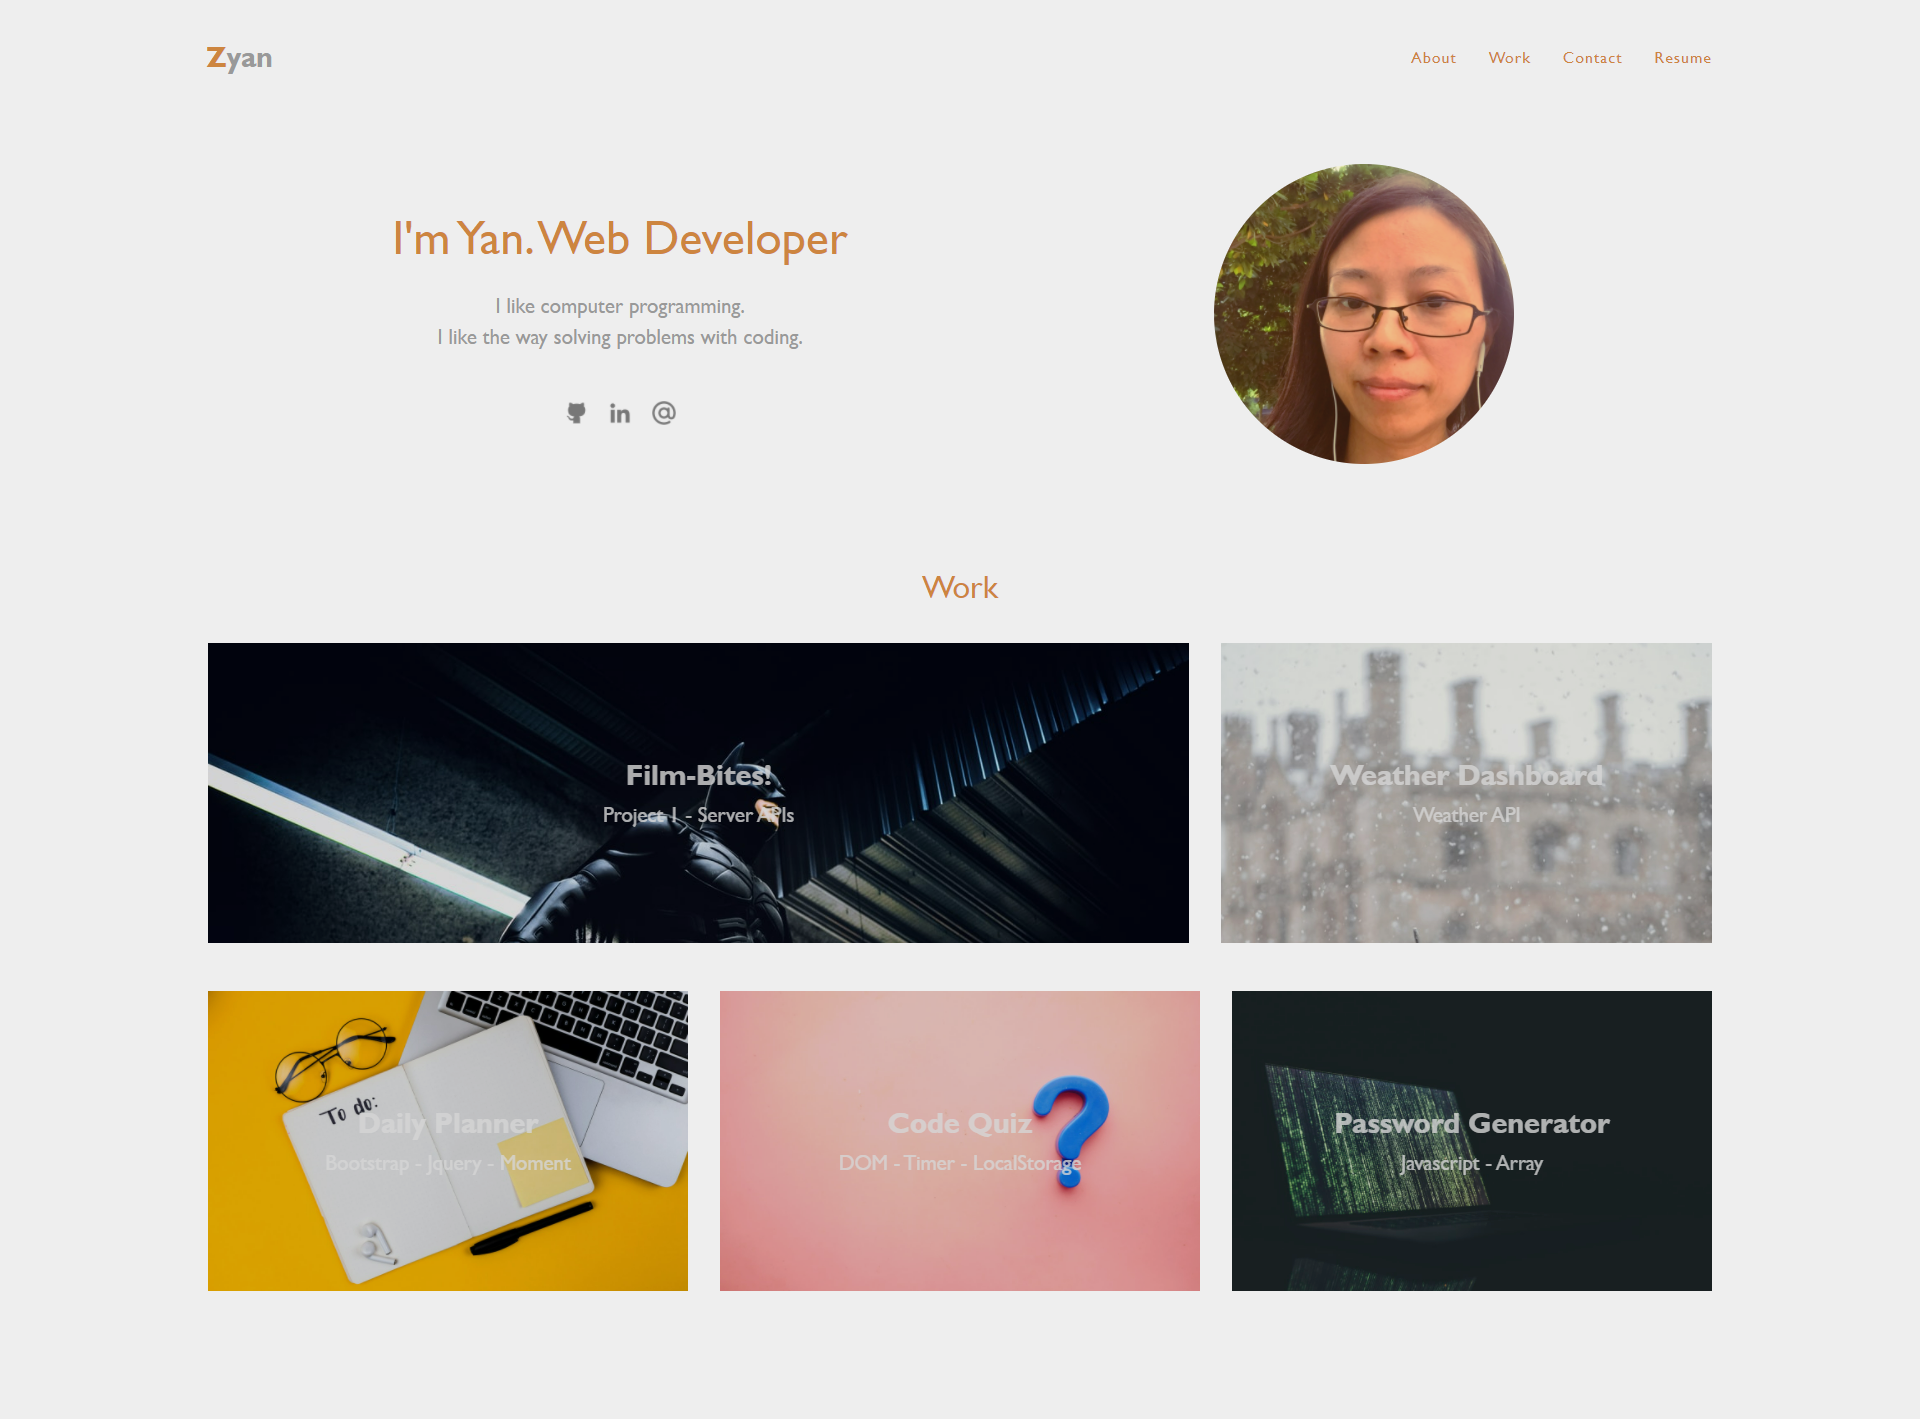 Zyan
About Work Contact Resume
I'm Yan. Web Developer
I like computer programming.
I like the way solving problems with coding.
Work
Film-Bites!
Project 1 - Server APIs
Weather Dashboard
Weather API
To do:
Daily Planner
Bootstrap - Jquery - Moment
Code Quiz
DOM - Timer - LocalStorage
Password Generator
Javascript - Array